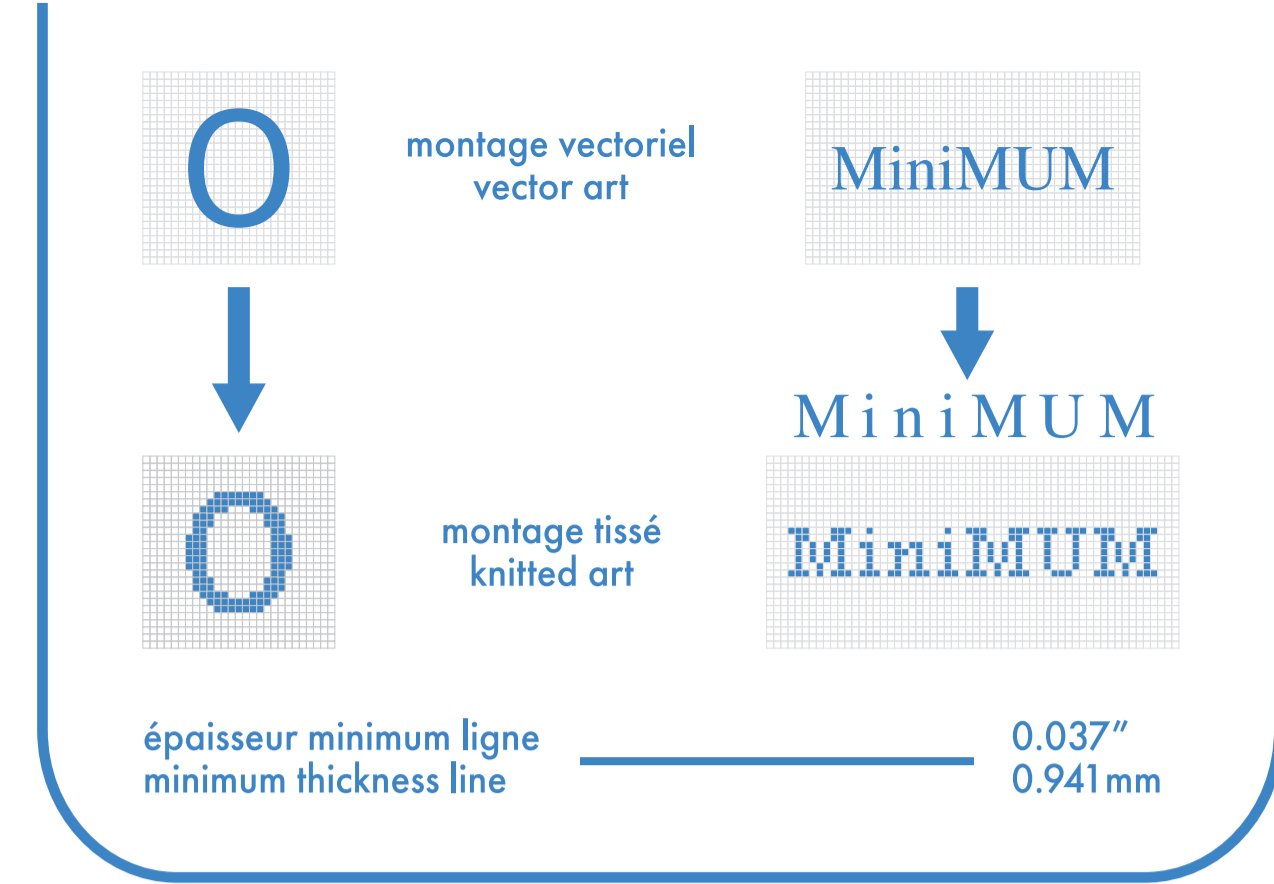 O
montage vectoriel
vector art
MiniMUM
MiniMUM
O
montage tissé
knitted art
MiniMUM
épaisseur minimum ligne
minimum thickness line
0.037″
0.941mm